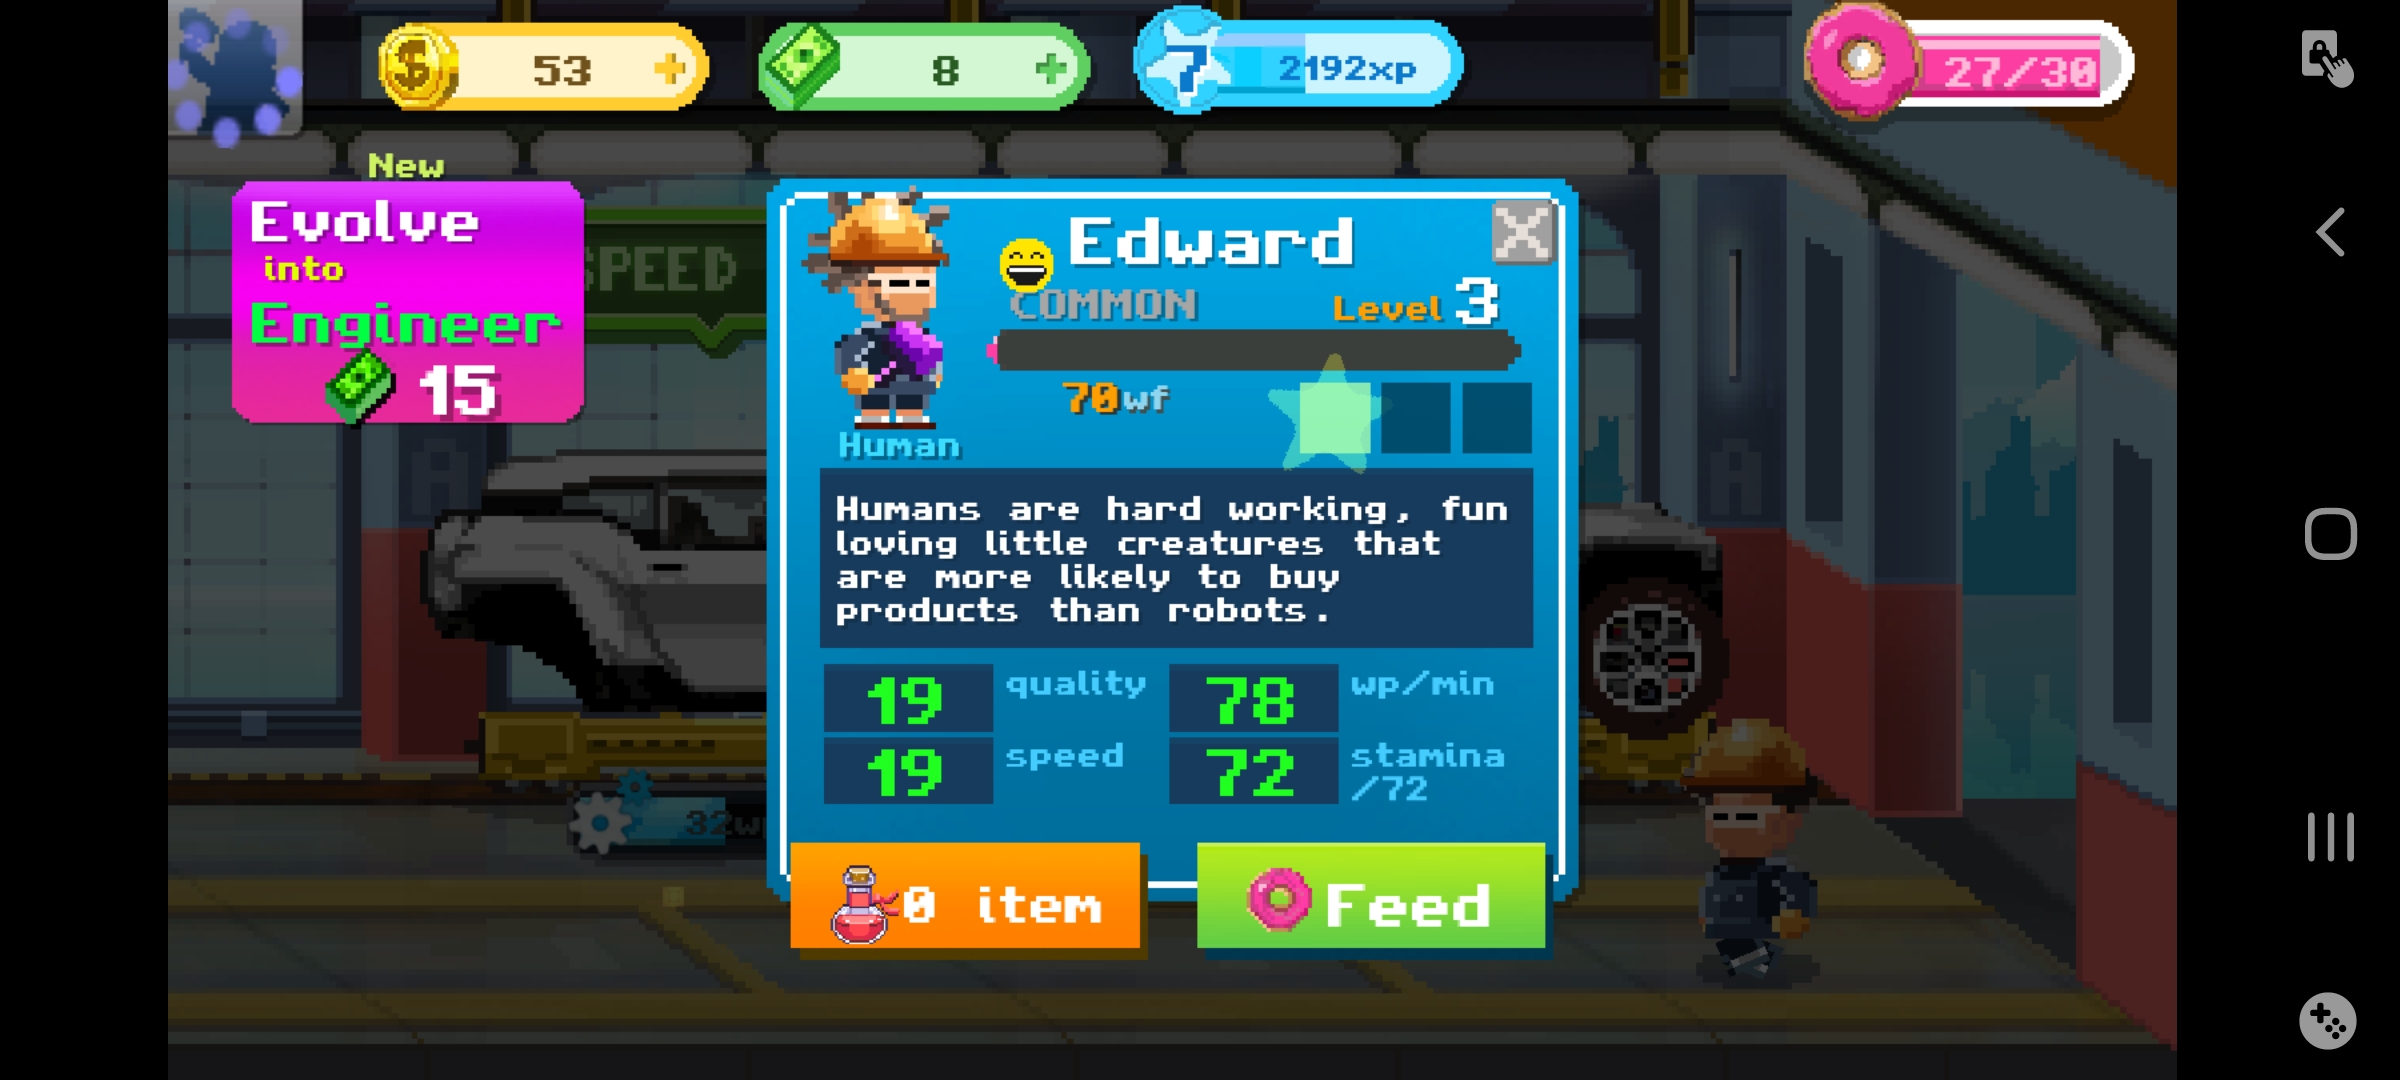 53
8
7
2192xp
27/30
New
Evolve
into
Engineer
15
SPEED
Edward
COMMON
Level 3
70wf
Human
Humans are hard working, fun
loving little creatures that
are more likely to buy
products than robots.
19 quality
78 wp/min
19 speed
72 stamina
/72
0 item
Feed
A
A